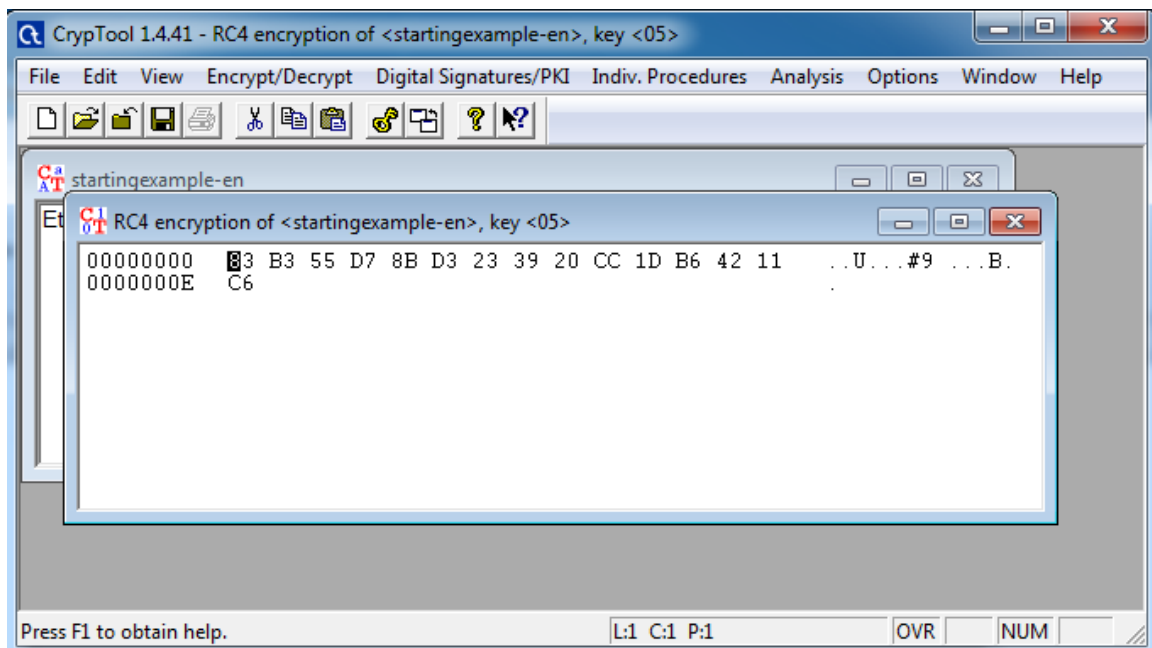 CrypTool 1.4.41 - RC4 encryption of <startingexample-en>, key <05>
File Edit View Encrypt/Decrypt Digital Signatures/PKI Indiv. Procedures Analysis Options Window Help
startingexample-en
Et
RC4 encryption of <startingexample-en>, key <05>
00000000 83 B3 55 D7 8B D3 23 39 20 CC 1D B6 42 11 ..U...#9 ...B.
0000000E C6 .
Press F1 to obtain help. L:1 C:1 P:1 OVR NUM